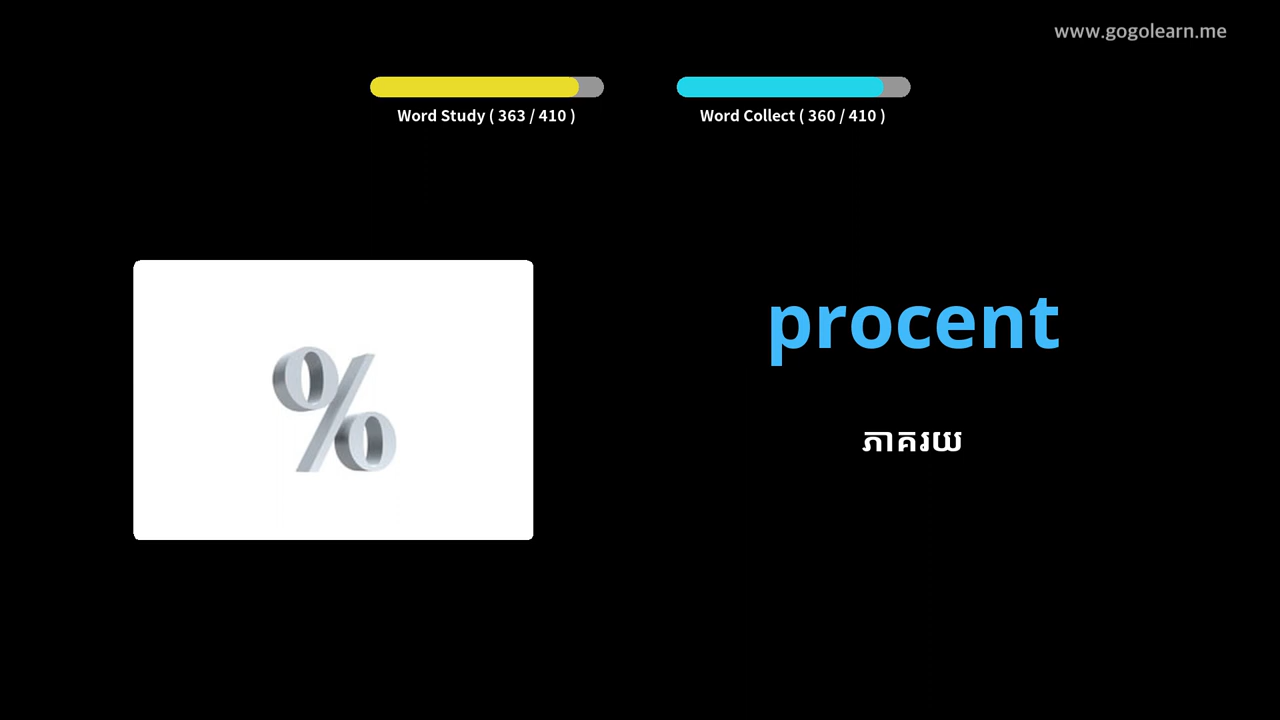 www.gogolearn.me
Word Study ( 363 / 410 )
Word Collect ( 360 / 410 )
%
procent
ភាគរយ